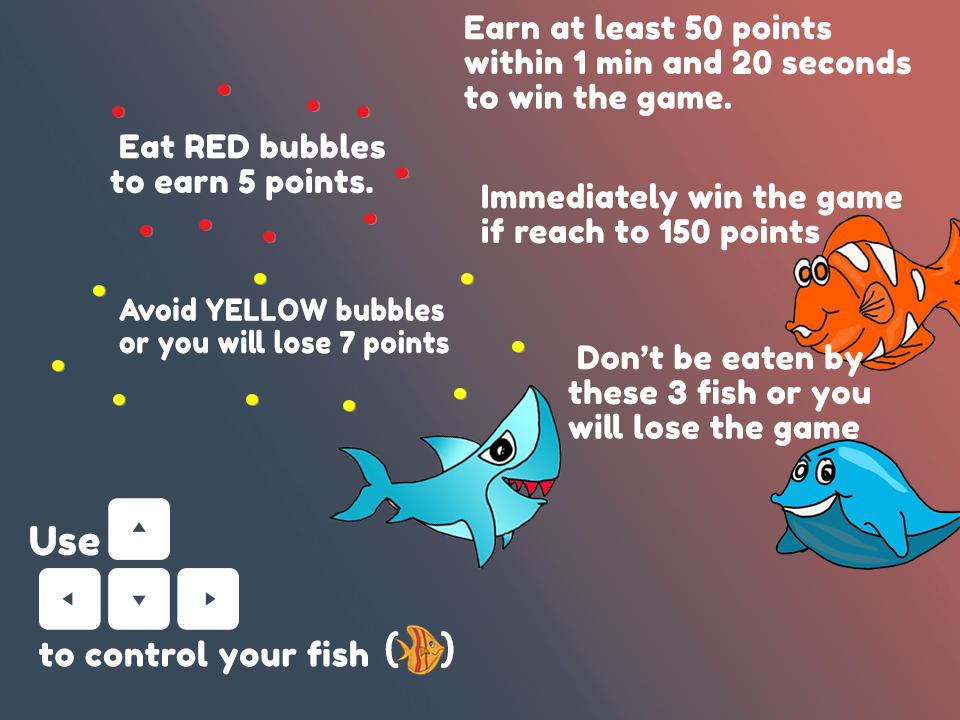 Earn at least 50 points
within 1 min and 20 seconds
to win the game.
Eat RED bubbles
to earn 5 points.
Immediately win the game
if reach to 150 points
Avoid YELLOW bubbles
or you will lose 7 points
Don't be eaten by
these 3 fish or you
will lose the game
Use
to control your fish ( )